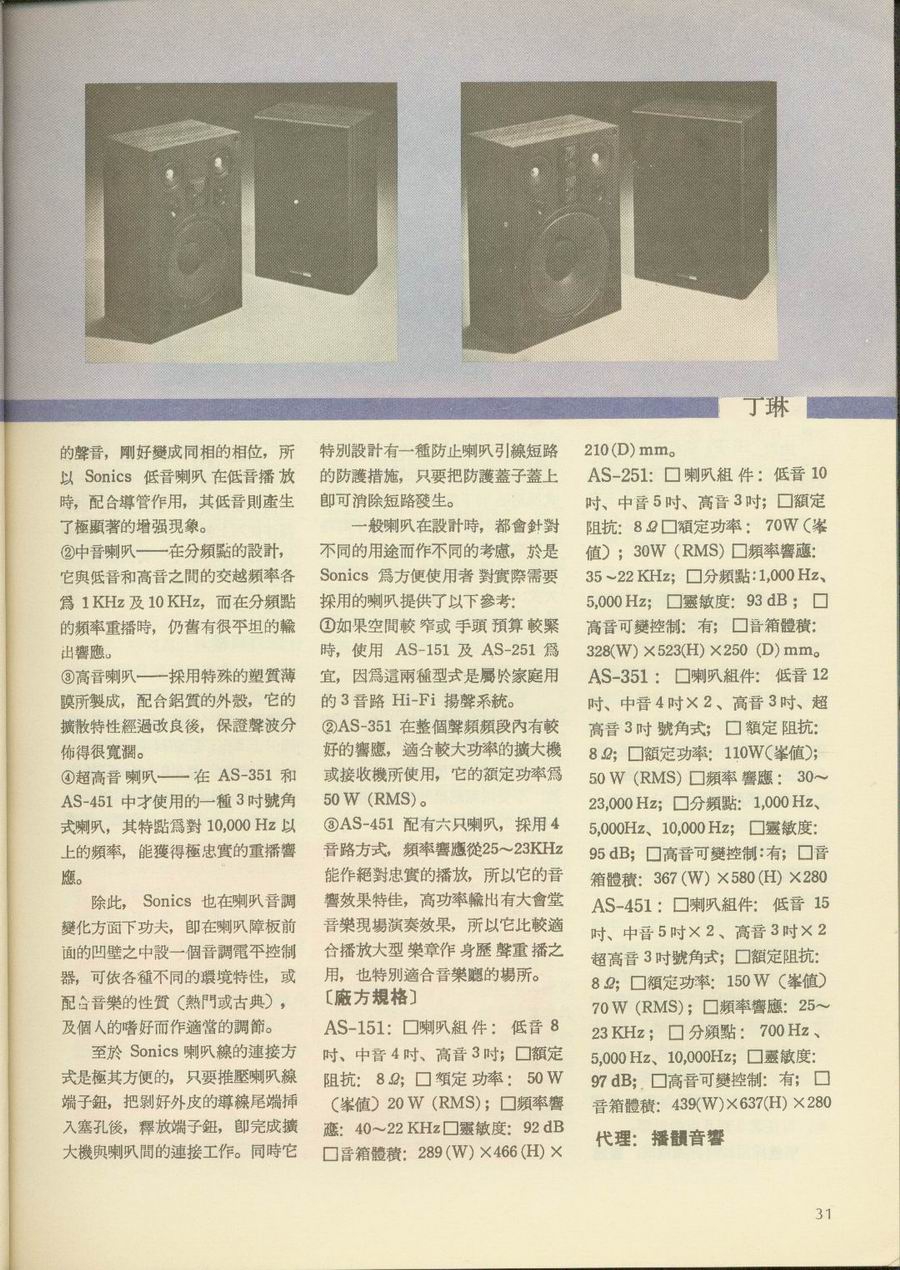 丁琳
的聲音，剛好變成同相的相位，所
以 Sonics 低音喇叭在低音播放
時，配合導管作用，其低音則產生
了極顯著的增强現象。
②中音喇叭——在分頻點的設計，
它與低音和高音之間的交越頻率各
爲 1KHz 及 10 KHz，而在分頻點
的頻率重播時，仍舊有很平坦的輸
出響應。
③高音喇叭——採用特殊的塑質薄
膜所製成，配合鋁質的外殼，它的
擴散特性經過改良後，保證聲波分
佈得很寬濶。
④超高音喇叭——在 AS-351 和
AS-451 中才使用的一種 3 吋號角
式喇叭，其特點爲對 10,000 Hz 以
上的頻率，能獲得極忠實的重播響
應。
除此，Sonics 也在喇叭音調
變化方面下功夫，卽在喇叭障板前
面的凹壁之中設一個音調電平控制
器，可依各種不同的環境特性，或
配合音樂的性質（熱門或古典），
及個人的嗜好而作適當的調節。
至於 Sonics 喇叭線的連接方
式是極其方便的，只要推壓喇叭線
端子鈕，把剝好外皮的導線尾端揷
入塞孔後，釋放端子鈕，卽完成擴
大機與喇叭間的連接工作。同時它
特別設計有一種防止喇叭引線短路
的防護措施，只要把防護蓋子蓋上
卽可消除短路發生。
一般喇叭在設計時，都會針對
不同的用途而作不同的考慮，於是
Sonics 爲方便使用者對實際需要
採用的喇叭提供了以下參考：
①如果空間較窄或手頭預算較緊
時，使用 AS-151 及 AS-251 爲
宜，因爲這兩種型式是屬於家庭用
的 3 音路 Hi-Fi 揚聲系統。
②AS-351 在整個聲頻頻段內有較
好的響應，適合較大功率的擴大機
或接收機所使用，它的額定功率爲
50 W (RMS)。
③AS-451 配有六只喇叭，採用 4
音路方式，頻率響應從25～23KHz
能作絕對忠實的播放，所以它的音
響效果特佳，高功率輸出有大會堂
音樂現場演奏效果，所以它比較適
合播放大型樂章作身歷聲重播之
用，也特別適合音樂廳的場所。
〔廠方規格〕
AS-151：□喇叭組件：低音 8
吋、中音 4 吋、高音 3 吋；□額定
阻抗：8 Ω；□額定功率：50 W
（峯値）20 W (RMS)；□頻率響
應：40～22 KHz□靈敏度：92 dB
□音箱體積：289 (W) ×466 (H) ×
210 (D) mm。
AS-251：□喇叭組件：低音 10
吋、中音 5 吋、高音 3 吋；□額定
阻抗：8 Ω□額定功率：70W（峯
値）；30W (RMS) □頻率響應：
35～22 KHz；□分頻點：1,000 Hz、
5,000 Hz；□靈敏度：93 dB；□
高音可變控制：有；□音箱體積：
328(W) ×523(H) ×250 (D) mm。
AS-351：□喇叭組件：低音 12
吋、中音 4 吋× 2 、高音 3 吋、超
高音 3 吋號角式；□額定阻抗：
8 Ω；□額定功率：110W（峯値）；
50 W (RMS) □頻率響應：30～
23,000 Hz；□分頻點：1,000 Hz、
5,000Hz、10,000 Hz；□靈敏度：
95 dB；□高音可變控制：有；□音
箱體積：367 (W) ×580 (H) ×280
AS-451：□喇叭組件：低音 15
吋、中音 5 吋× 2 、高音 3 吋× 2
超高音 3 吋號角式；□額定阻抗：
8 Ω；□額定功率：150 W（峯値）
70 W (RMS)；□頻率響應：25～
23 KHz；□分頻點：700 Hz 、
5,000 Hz、10,000Hz；□靈敏度：
97 dB；□高音可變控制：有；□
音箱體積：439(W)×637(H) ×280
代理：播韻音響
31